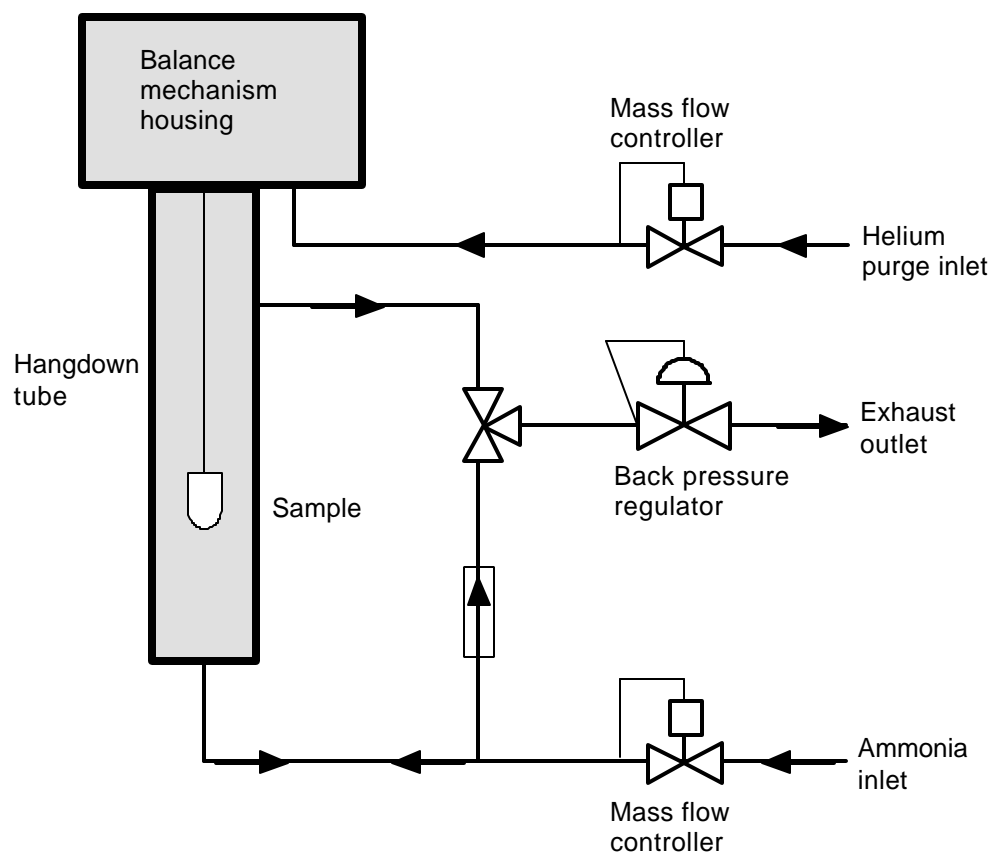 Balance
mechanism
housing
Mass flow
controller
Helium
purge inlet
Hangdown
tube
Exhaust
outlet
Back pressure
regulator
Sample
Ammonia
inlet
Mass flow
controller